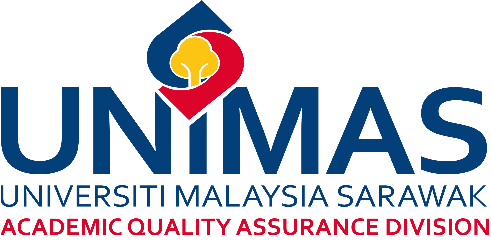 UNIMAS
UNIVERSITI MALAYSIA SARAWAK
ACADEMIC QUALITY ASSURANCE DIVISION